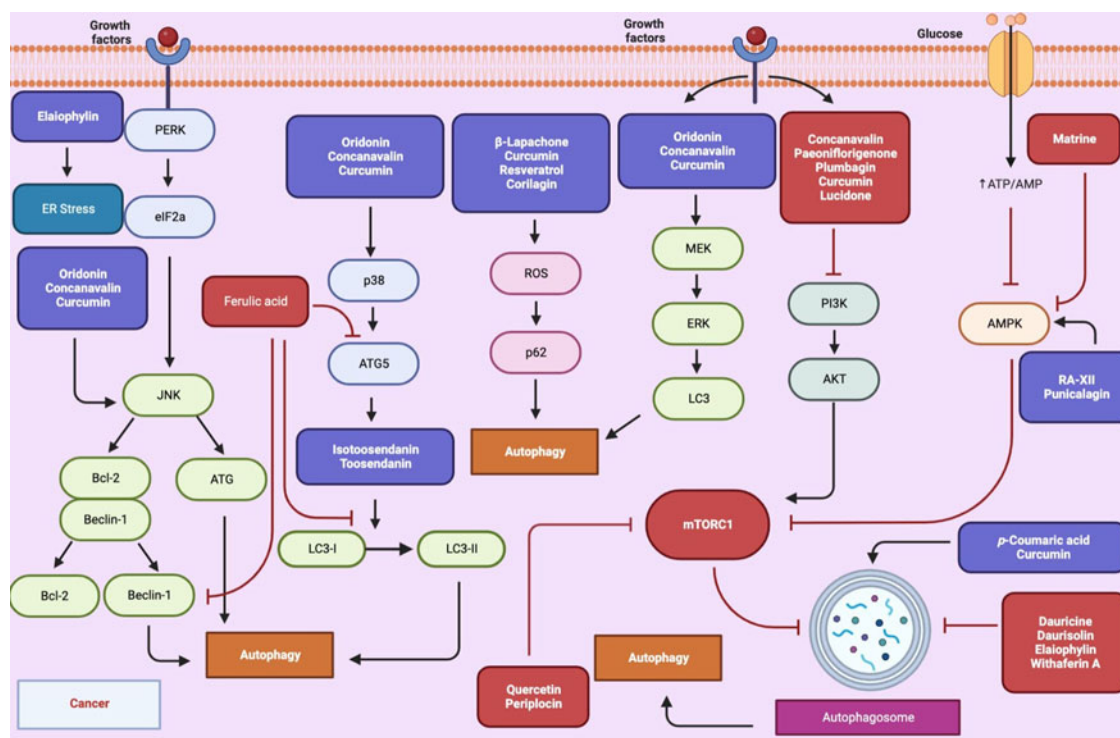 Growth
factors
Growth
factors
Glucose
Elaiophylin
PERK
ER Stress
eIF2a
Oridonin
Concanavalin
Curcumin
Oridonin
Concanavalin
Curcumin
β-Lapachone
Curcumin
Resveratrol
Corilagin
Oridonin
Concanavalin
Curcumin
Concanavalin
Paeoniflorigenone
Plumbagin
Curcumin
Lucidone
Matrine
↑ATP/AMP
Ferulic acid
p38
ATG5
ROS
p62
MEK
ERK
LC3
PI3K
AKT
AMPK
RA-XII
Punicalagin
JNK
Bcl-2
Beclin-1
ATG
Isotoosendanin
Toosendanin
Autophagy
LC3-I
LC3-II
mTORC1
p-Coumaric acid
Curcumin
Bcl-2
Beclin-1
Autophagy
Quercetin
Periplocin
Autophagy
Dauricine
Daurisolin
Elaiophylin
Withaferin A
Cancer
Autophagosome